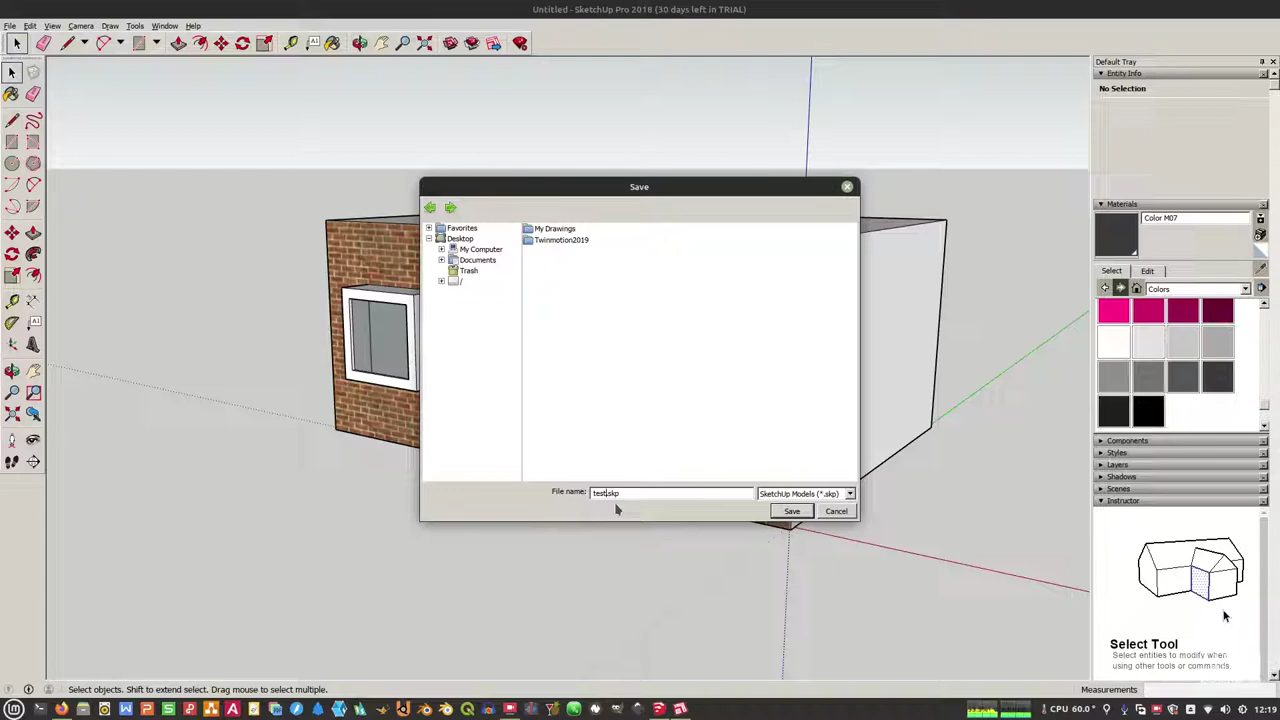 Untitled - SketchUp Pro 2018 (30 days left in TRIAL)
File Edit View Camera Draw Tools Window Help
Default Tray
Entity Info
No Selection
Save
Materials
Color M07
Favorites
Desktop
My Computer
Documents
Trash
/
My Drawings
Twinmotion2019
Select Edit
Colors
Components
Styles
Layers
Shadows
Scenes
Instructor
File name: test.skp SketchUp Models (*.skp)
Save Cancel
Select Tool
Select entities to modify when
using other tools or commands.
Select objects. Shift to extend select. Drag mouse to select multiple.
Measurements
CPU 60.0°
12:19